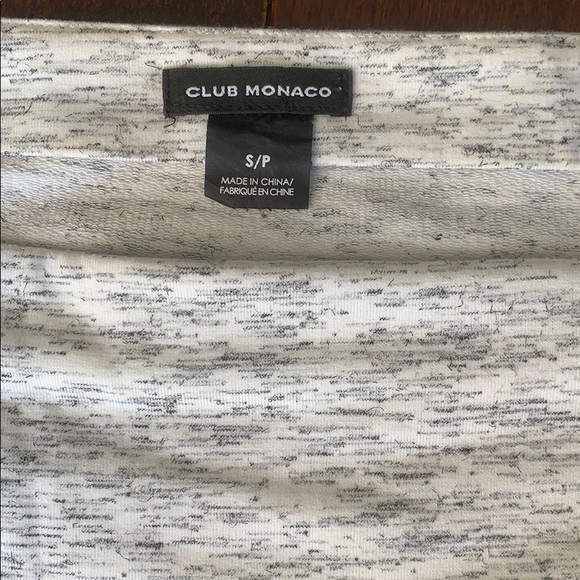 CLUB MONACO
S/P
MADE IN CHINA/
FABRIQUÉ EN CHINE